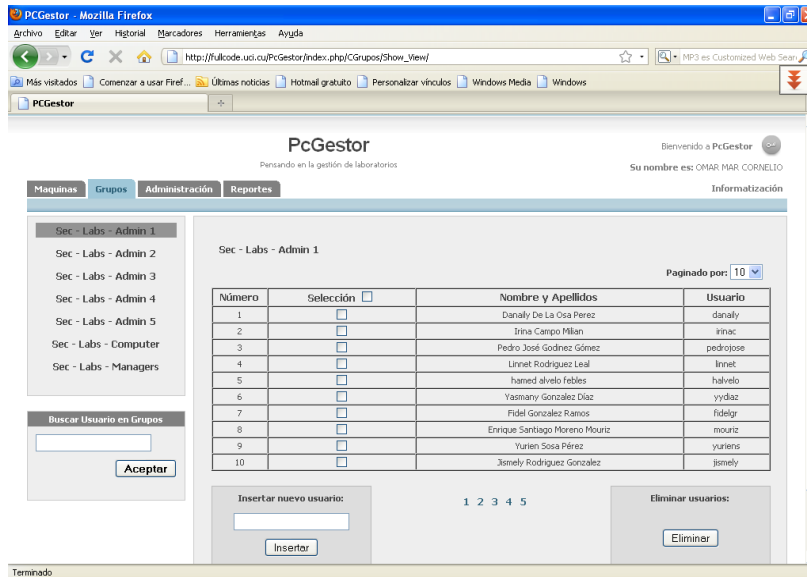 PCGestor - Mozilla Firefox
Archivo Editar Ver Historial Marcadores Herramientas Ayuda
http://fullcode.uci.cu/PcGestor/index.php/CGrupos/Show_View/
MP3 es Customized Web Sear
Más visitados Comenzar a usar Firef... Últimas noticias Hotmail gratuito Personalizar vínculos Windows Media Windows
PCGestor
PcGestor
Pensando en la gestión de laboratorios
Bienvenido a PcGestor
Su nombre es: OMAR MAR CORNELIO
Maquinas Grupos Administración Reportes
Informatización
Sec - Labs - Admin 1
Sec - Labs - Admin 2
Sec - Labs - Admin 3
Sec - Labs - Admin 4
Sec - Labs - Admin 5
Sec - Labs - Computer
Sec - Labs - Managers
Buscar Usuario en Grupos
Aceptar
Sec - Labs - Admin 1
Paginado por: 10
Número Selección Nombre y Apellidos Usuario
1 Danaily De La Osa Perez danaily
2 Irina Campo Milian irinac
3 Pedro José Godinez Gómez pedrojose
4 Linnet Rodriguez Leal linnet
5 hamed alvelo febles halvelo
6 Yasmany Gonzalez Díaz yydiaz
7 Fidel Gonzalez Ramos fidelgr
8 Enrique Santiago Moreno Mouriz mouriz
9 Yurien Sosa Pérez yuriens
10 Jismely Rodriguez Gonzalez jismely
Insertar nuevo usuario:
Insertar
1 2 3 4 5
Eliminar usuarios:
Eliminar
Terminado